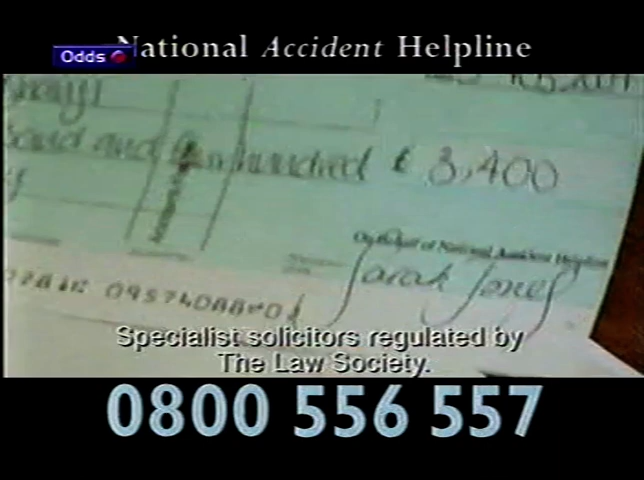 National Accident Helpline
Odds
and hundred £ 3,400
On Behalf of National Accident Helpline
Sarah Jones
Specialist solicitors regulated by
The Law Society.
0800 556 557